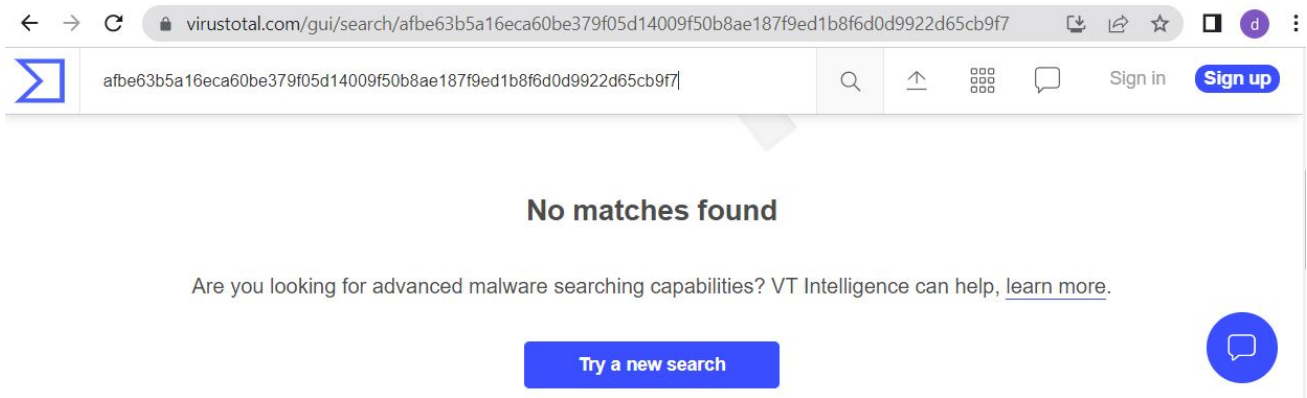 virustotal.com/gui/search/afbe63b5a16eca60be379f05d14009f50b8ae187f9ed1b8f6d0d9922d65cb9f7
d
afbe63b5a16eca60be379f05d14009f50b8ae187f9ed1b8f6d0d9922d65cb9f7
Sign in
Sign up
No matches found
Are you looking for advanced malware searching capabilities? VT Intelligence can help, learn more.
Try a new search